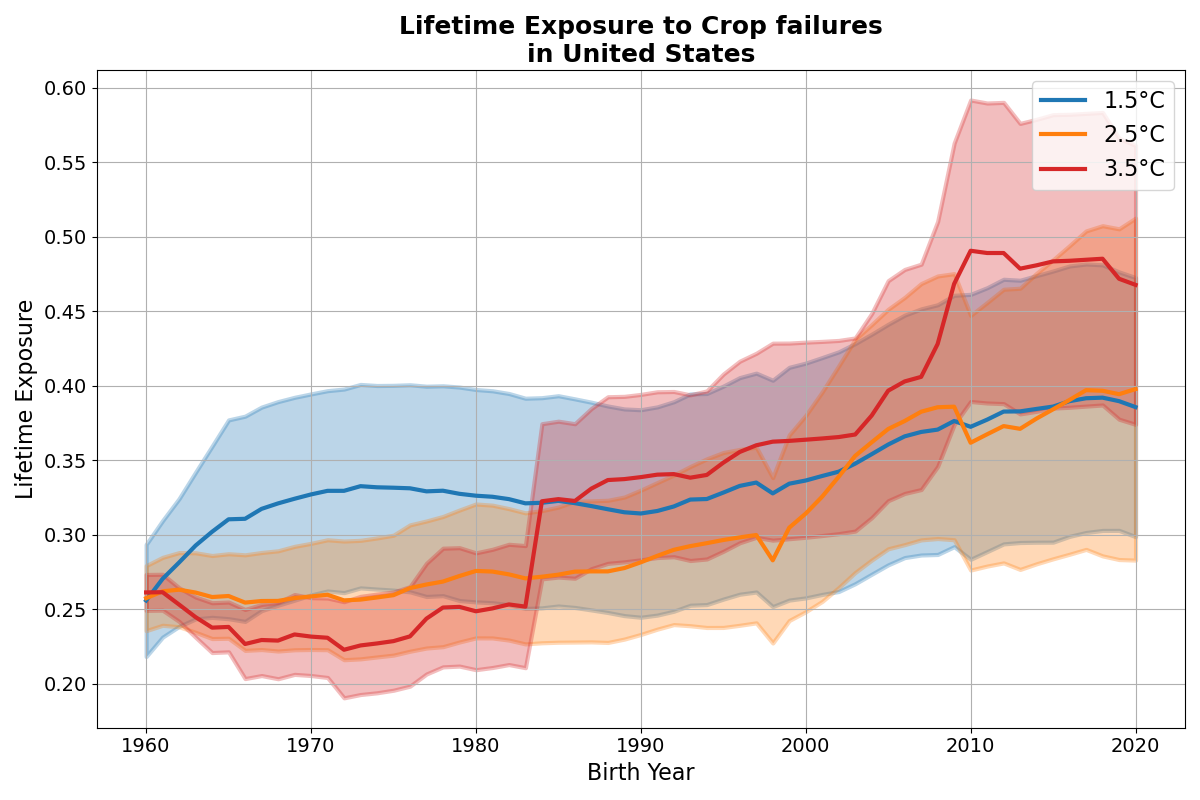 Lifetime Exposure to Crop failures
in United States
1.5°C
2.5°C
3.5°C
Lifetime Exposure
0.60
0.55
0.50
0.45
0.40
0.35
0.30
0.25
0.20
1960
1970
1980
1990
2000
2010
2020
Birth Year